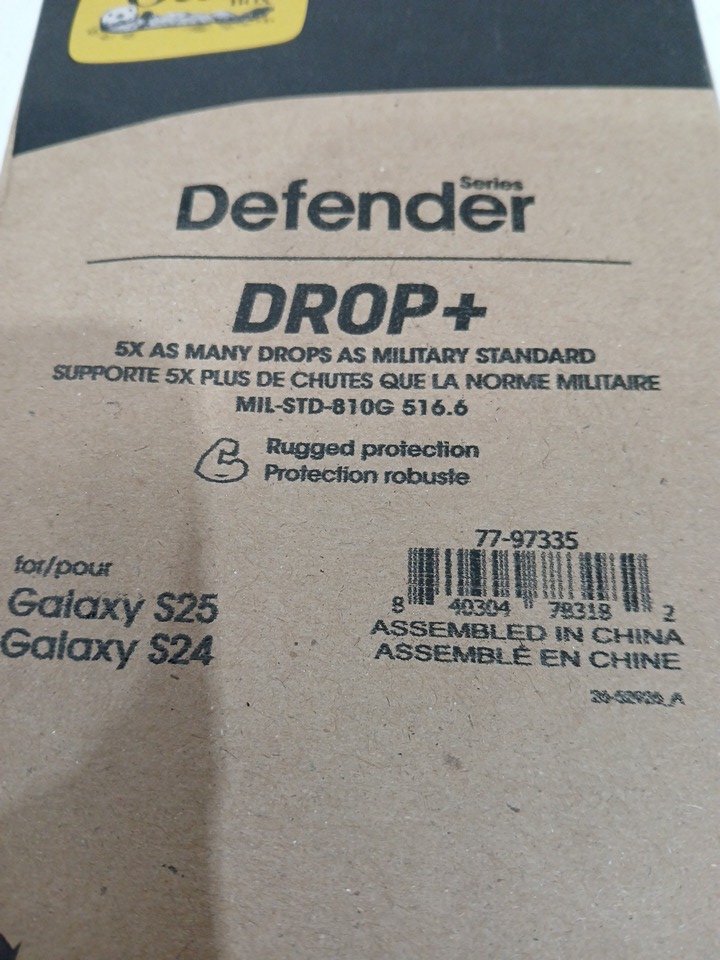 Series
Defender
DROP+
5X AS MANY DROPS AS MILITARY STANDARD
SUPPORTE 5X PLUS DE CHUTES QUE LA NORME MILITAIRE
MIL-STD-810G 516.6
Rugged protection
Protection robuste
77-97335
8 40304 78318 2
ASSEMBLED IN CHINA
ASSEMBLÉ EN CHINE
for/pour
Galaxy S25
Galaxy S24